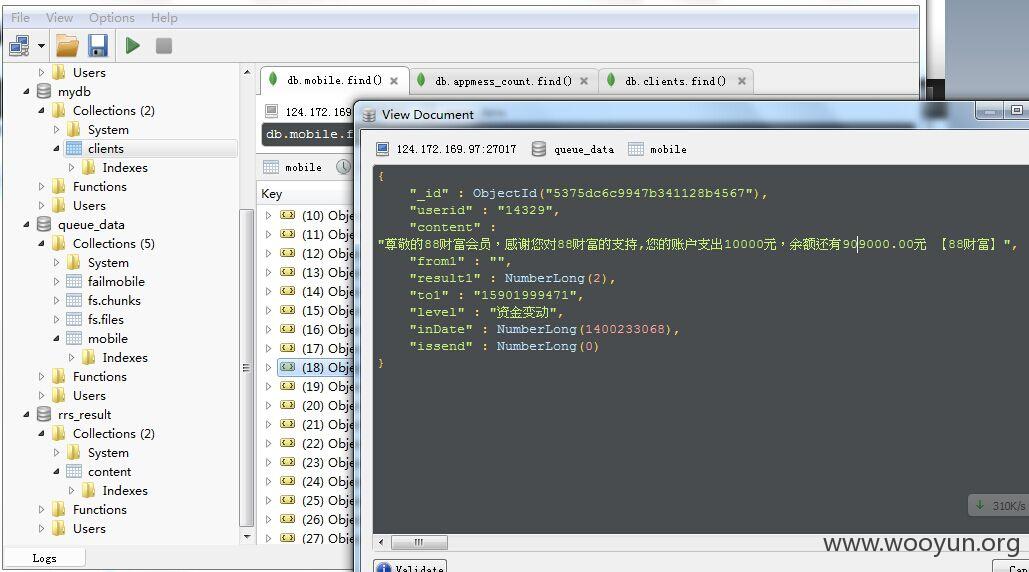 File View Options Help
Users
mydb
Collections (2)
System
clients
Indexes
Functions
Users
queue_data
Collections (5)
System
failmobile
fs.chunks
fs.files
mobile
Indexes
Functions
Users
rrs_result
Collections (2)
System
content
Indexes
Functions
Users
Logs
db.mobile.find() db.appmess_count.find() db.clients.find()
124.172.169
db.mobile.f
mobile
Key
(10) Obje
(11) Obje
(12) Obje
(13) Obje
(14) Obje
(15) Obje
(16) Obje
(17) Obje
(18) Obje
(19) Obje
(20) Obje
(21) Obje
(22) Obje
(23) Obje
(24) Obje
(25) Obje
(26) Obje
(27) Obje
View Document
124.172.169.97:27017 queue_data mobile
{
"_id" : ObjectId("5375dc6c9947b341128b4567"),
"userid" : "14329",
"content" :
"尊敬的88财富会员，感谢您对88财富的支持,您的账户支出10000元，余额还有909000.00元 【88财富】",
"from1" : "",
"result1" : NumberLong(2),
"to1" : "15901999471",
"level" : "资金变动",
"inDate" : NumberLong(1400233068),
"issend" : NumberLong(0)
}
310K/s
www.wooyun.org
Validate